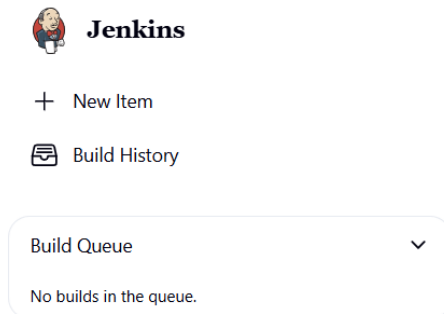 Jenkins
New Item
Build History
Build Queue
No builds in the queue.